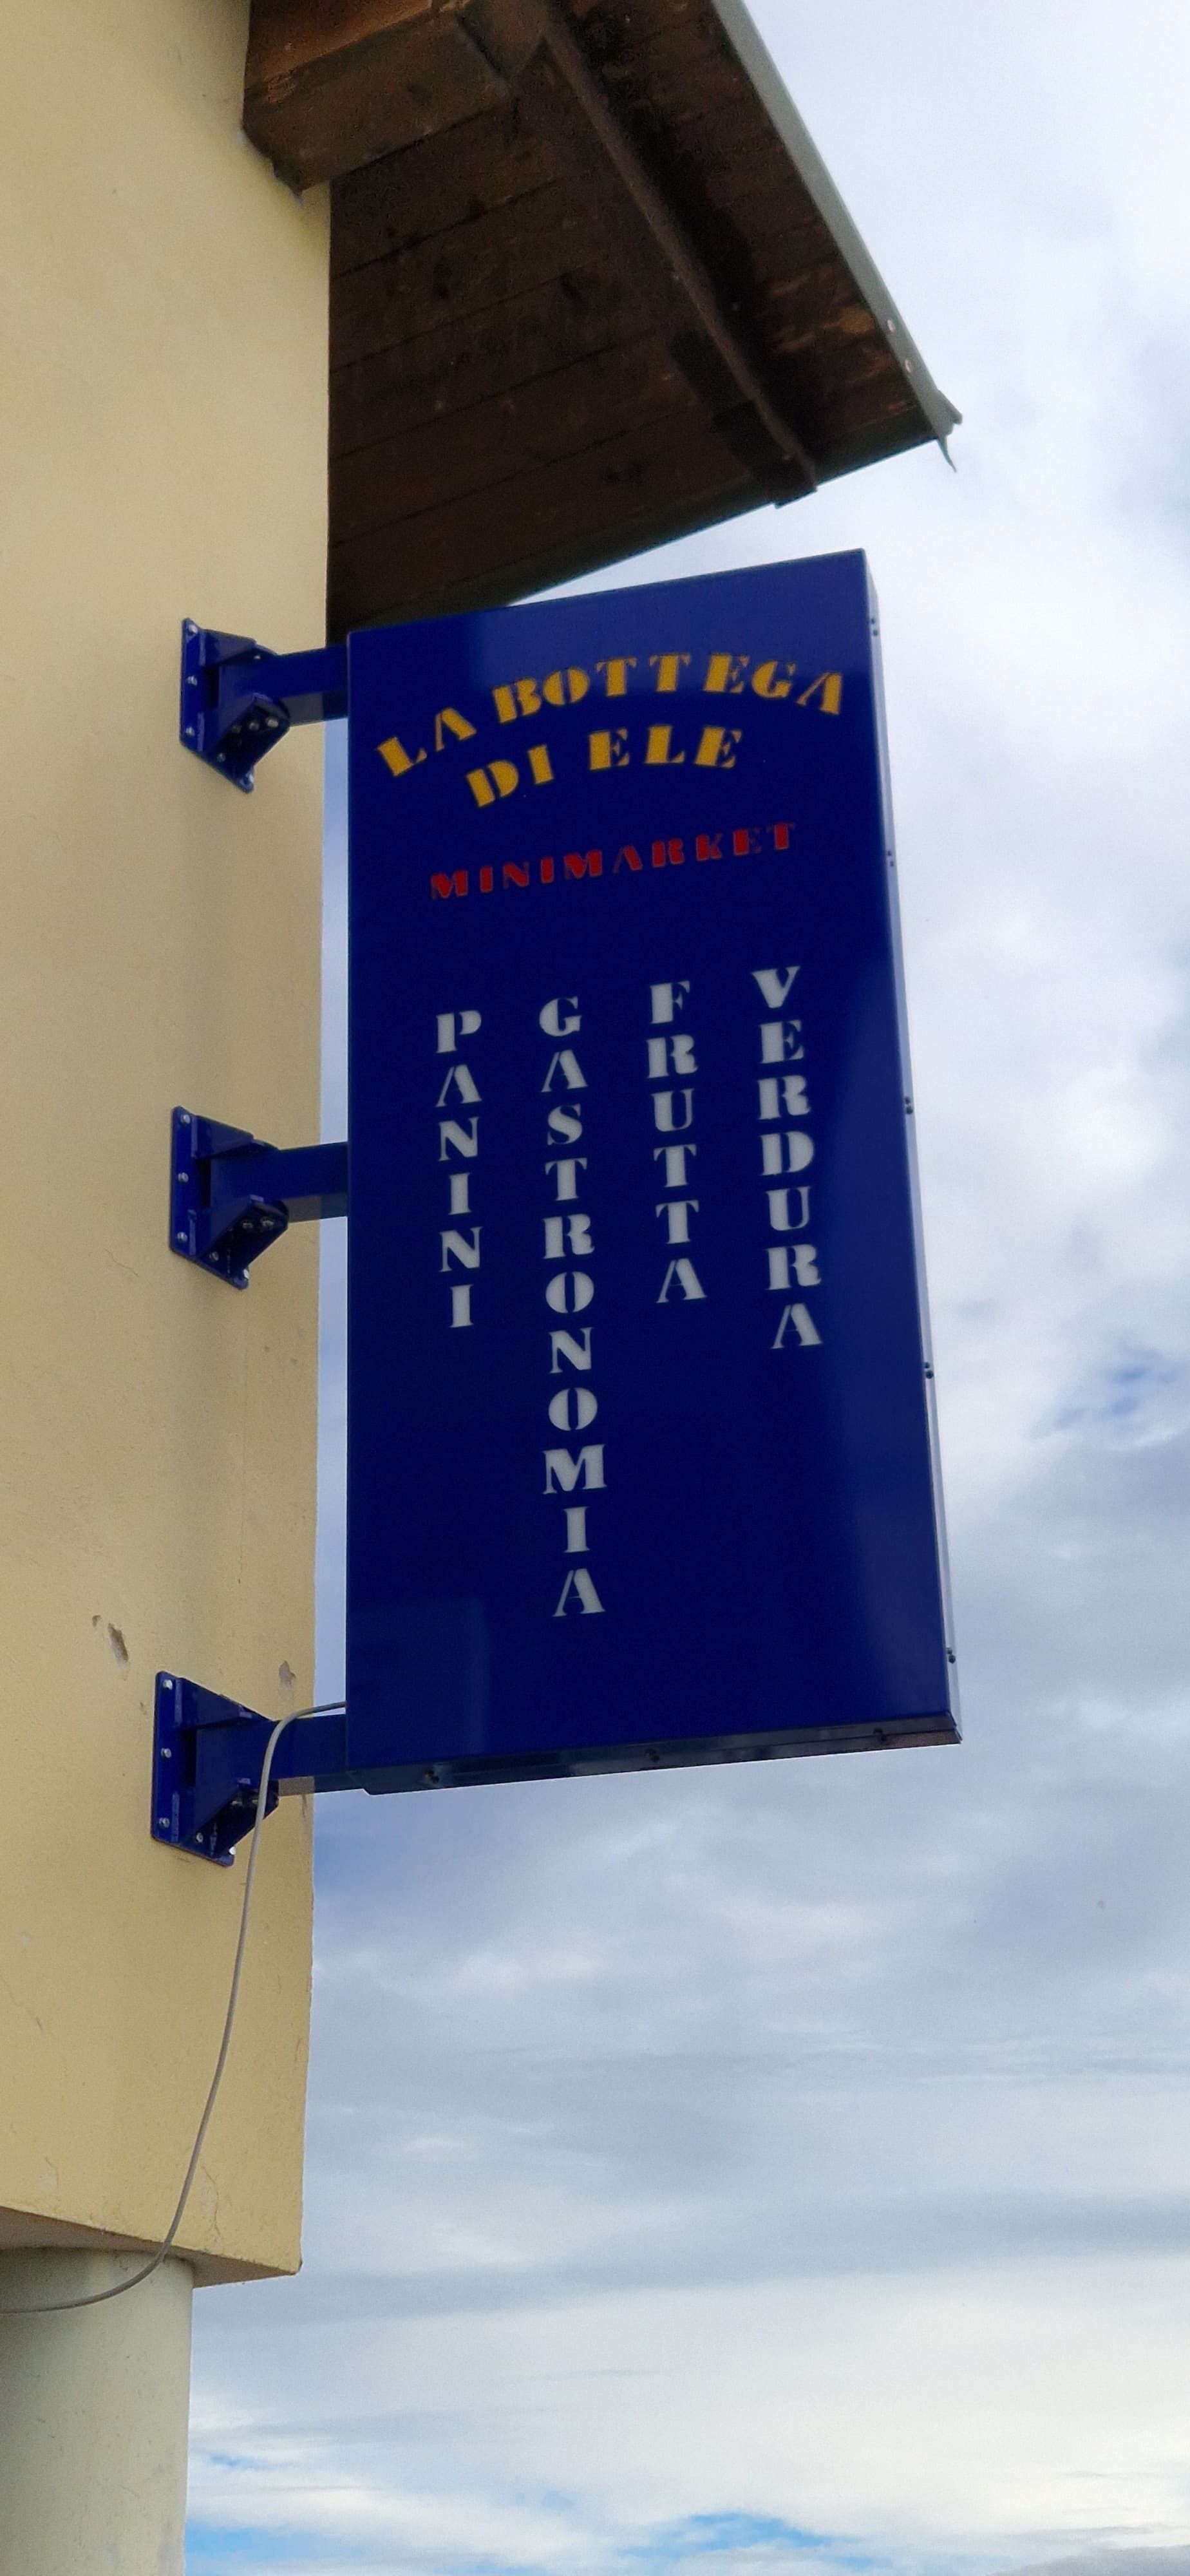 LA BOTTEGA
DI ELE
MINIMARKET
PANINI
GASTRONOMIA
FRUTTA
VERDURA